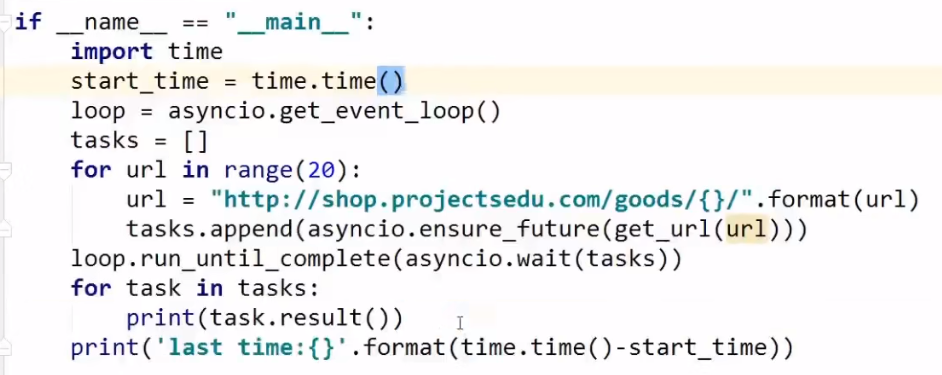 if __name__ == "__main__":
    import time
    start_time = time.time()
    loop = asyncio.get_event_loop()
    tasks = []
    for url in range(20):
        url = "http://shop.projectsedu.com/goods/{}/".format(url)
        tasks.append(asyncio.ensure_future(get_url(url)))
    loop.run_until_complete(asyncio.wait(tasks))
    for task in tasks:
        print(task.result())
    print('last time:{}'.format(time.time()-start_time))